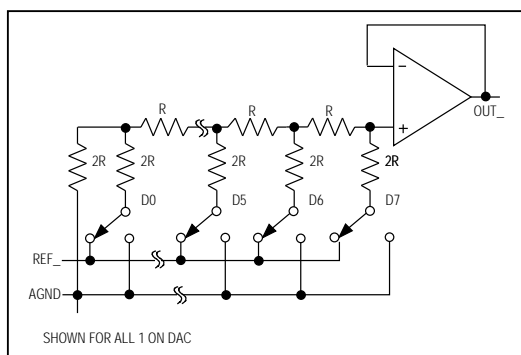 R R R
− +
OUT_
2R 2R 2R 2R 2R
D0 D5 D6 D7
REF_
AGND
SHOWN FOR ALL 1 ON DAC